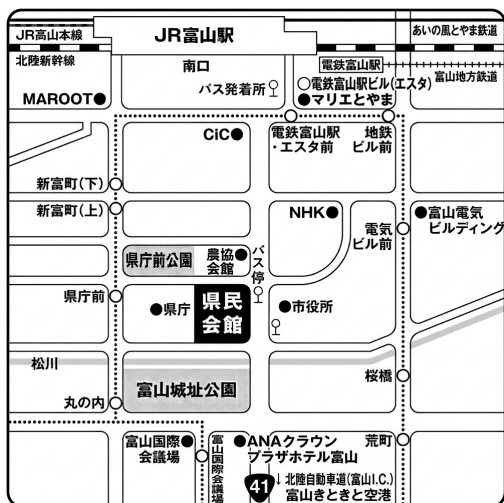 JR高山本線
JR富山駅
あいの風とやま鉄道
北陸新幹線
南口
電鉄富山駅
富山地方鉄道
バス発着所
○電鉄富山駅ビル(エスタ)
MAROOT●
●マリエとやま
CiC●
電鉄富山駅
・エスタ前
地鉄
ビル前
新富町(下)
新富町(上)
NHK●
●富山電気
ビルディング
電気
ビル前
県庁前公園
農協●
会館
バス停
県庁前
●県庁
県民
会館
●市役所
松川
富山城址公園
桜橋
丸の内
富山国際●
会議場
富山国際会議場
●ANAクラウン
プラザホテル富山
荒町
41
↓北陸自動車道(富山I.C.)
富山きときと空港